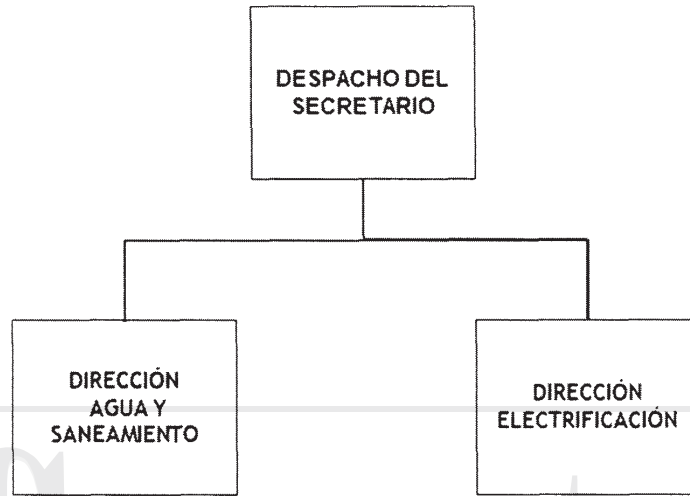 DESPACHO DEL
SECRETARIO
DIRECCIÓN
AGUA Y
SANEAMIENTO
DIRECCIÓN
ELECTRIFICACIÓN